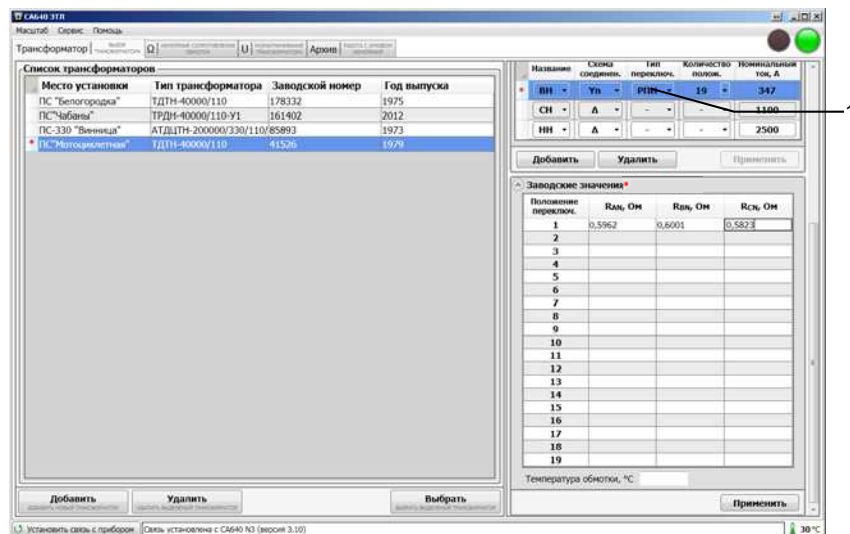 CA640 ЭТЛ
Масштаб Сервис Помощь
Трансформатор Ω U Архив
Список трансформаторов
Место установки Тип трансформатора Заводской номер Год выпуска
ПС "Белогородка" ТДТН-40000/110 178332 1975
ПС"Чабаны" ТРДН-40000/110-У1 161402 2012
ПС-330 "Винница" АТДЦТН-200000/330/110/ 85893 1973
* ПС"Мотоциклетная" ТДТН-40000/110 41526 1979
Название Схема соединен. Тип переключ. Количество полож. Номинальный ток, А
* ВН Yn РПН 19 347
СН Δ - - 1100
НН Δ - - 2500
1
Добавить Удалить Применить
Заводские значения*
Положение переключ. RAN, Ом RBN, Ом RCN, Ом
1 0,5962 0,6001 0,5823
2
3
4
5
6
7
8
9
10
11
12
13
14
15
16
17
18
19
Температура обмотки, °C
Добавить Удалить Выбрать
Применить
Установить связь с прибором Связь установлена с CA640 N3 (версия 3.10) 30 °C